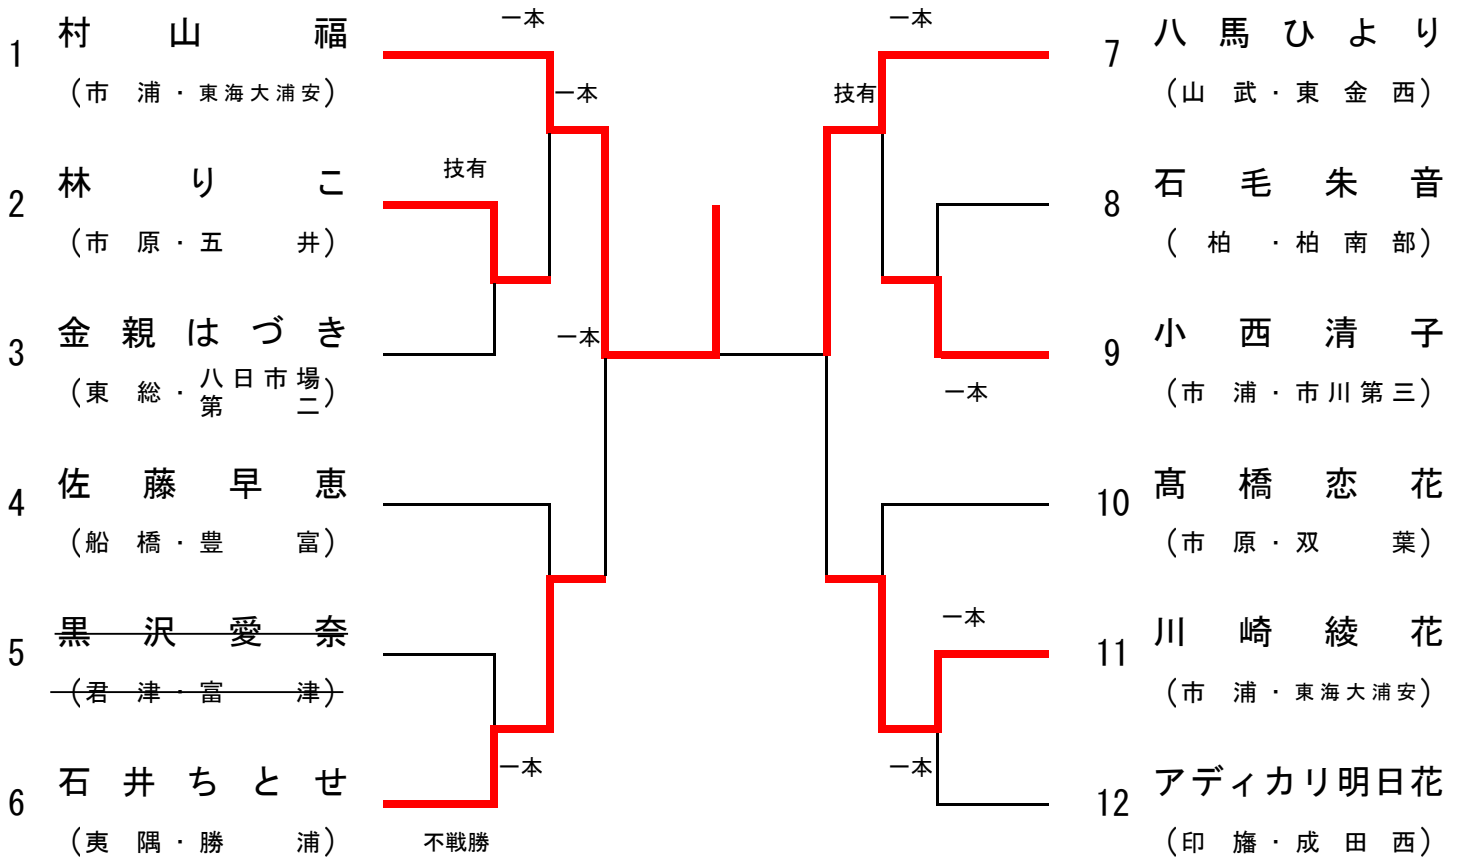 一本
一本
1 村山福
(市浦・東海大浦安)
一本
2 林りこ
技有
(市原・五井)
3 金親はづき
一本
(東総・八日市場
第二)
4 佐藤早恵
(船橋・豊富)
5 黒沢愛奈
(君津・富津)
6 石井ちとせ
一本
(夷隅・勝浦)
不戦勝
7 八馬ひより
技有
(山武・東金西)
8 石毛朱音
(柏・柏南部)
9 小西清子
一本
(市浦・市川第三)
10 髙橋恋花
(市原・双葉)
一本
11 川崎綾花
(市浦・東海大浦安)
一本
12 アディカリ明日花
(印旛・成田西)